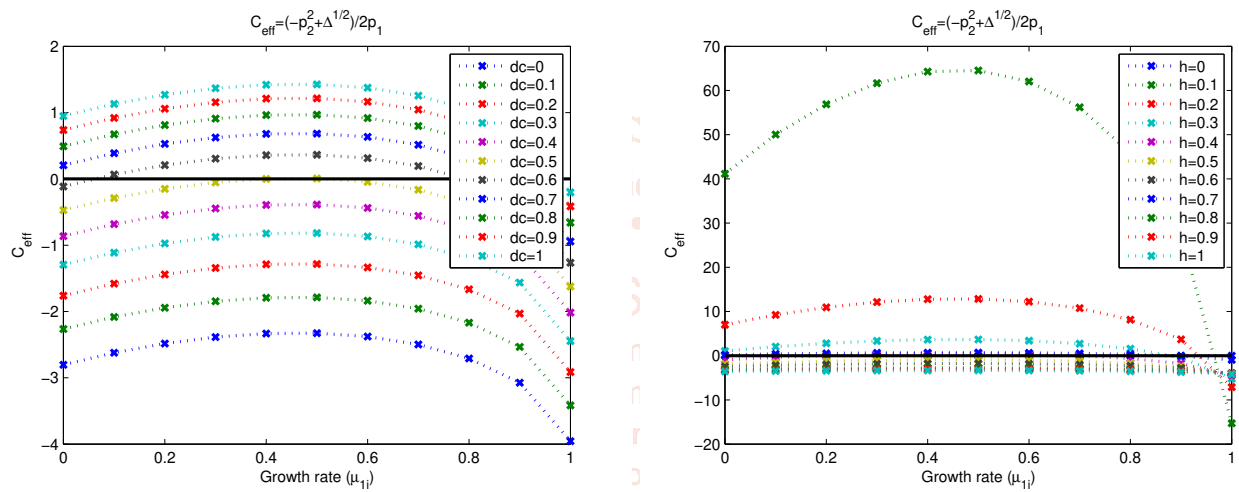 C_eff=(-p_2^2+Δ^1/2)/2p_1
2
1
0
−1
−2
−3
−4
C_eff
0
0.2
0.4
0.6
0.8
1
Growth rate (μ_1j)
dc=0
dc=0.1
dc=0.2
dc=0.3
dc=0.4
dc=0.5
dc=0.6
dc=0.7
dc=0.8
dc=0.9
dc=1
C_eff=(-p_2^2+Δ^1/2)/2p_1
70
60
50
40
30
20
10
0
−10
−20
C_eff
0
0.2
0.4
0.6
0.8
1
Growth rate (μ_1j)
h=0
h=0.1
h=0.2
h=0.3
h=0.4
h=0.5
h=0.6
h=0.7
h=0.8
h=0.9
h=1